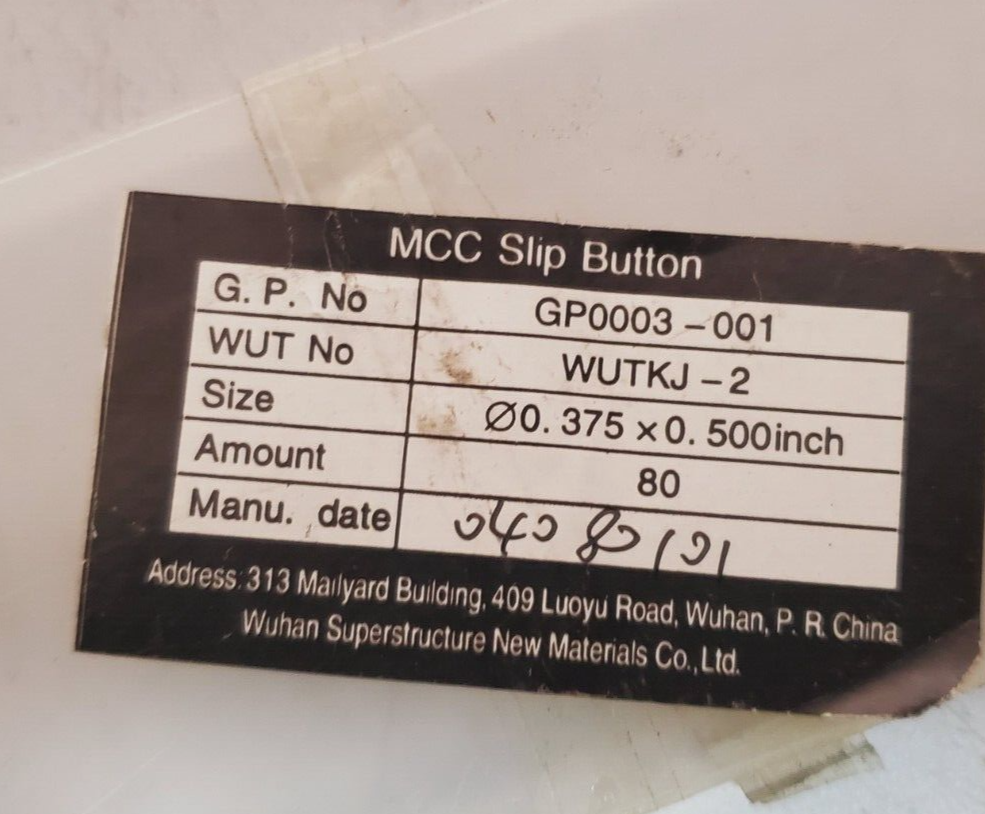 MCC Slip Button
G. P. No GP0003-001
WUT No WUTKJ-2
Size Ø0.375×0.500inch
Amount 80
Manu. date 04080101
Address: 313 Mailyard Building, 409 Luoyu Road, Wuhan, P. R. China
Wuhan Superstructure New Materials Co., Ltd.